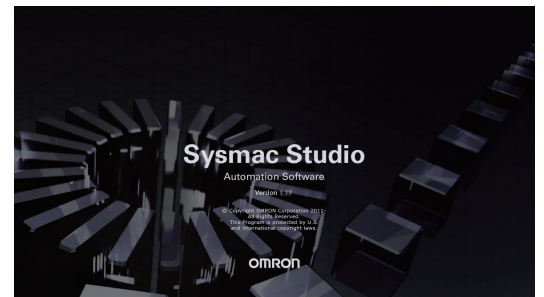 Sysmac Studio
Automation Software
Version
© Copyright OMRON Corporation 2011-
All Rights Reserved
This Program is protected by U.S.
and international copyright laws.
OMRON